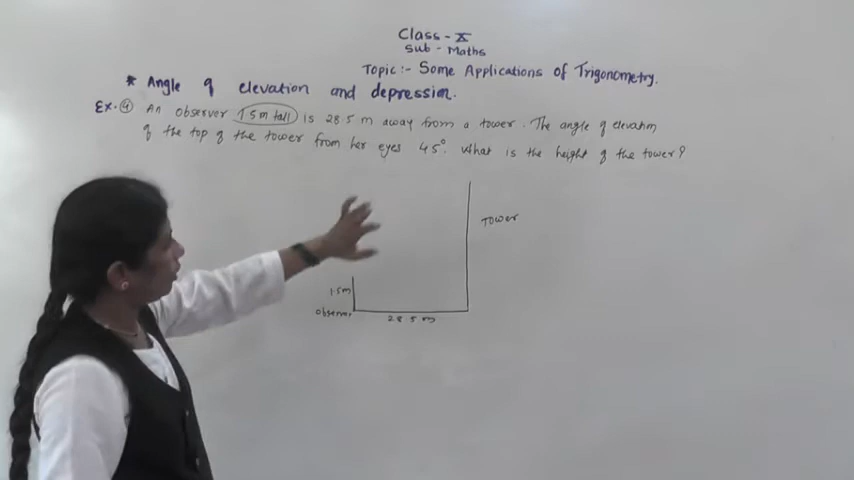 Class - X
Sub - Maths
Topic :- Some Applications of Trigonometry.
* Angle of elevation and depression.
Ex. 4 An observer 1.5m tall is 28.5 m away from a tower. The angle of elevation
of the top of the tower from her eyes 45°. What is the height of the tower?
Tower
1.5m
observer
28.5 m